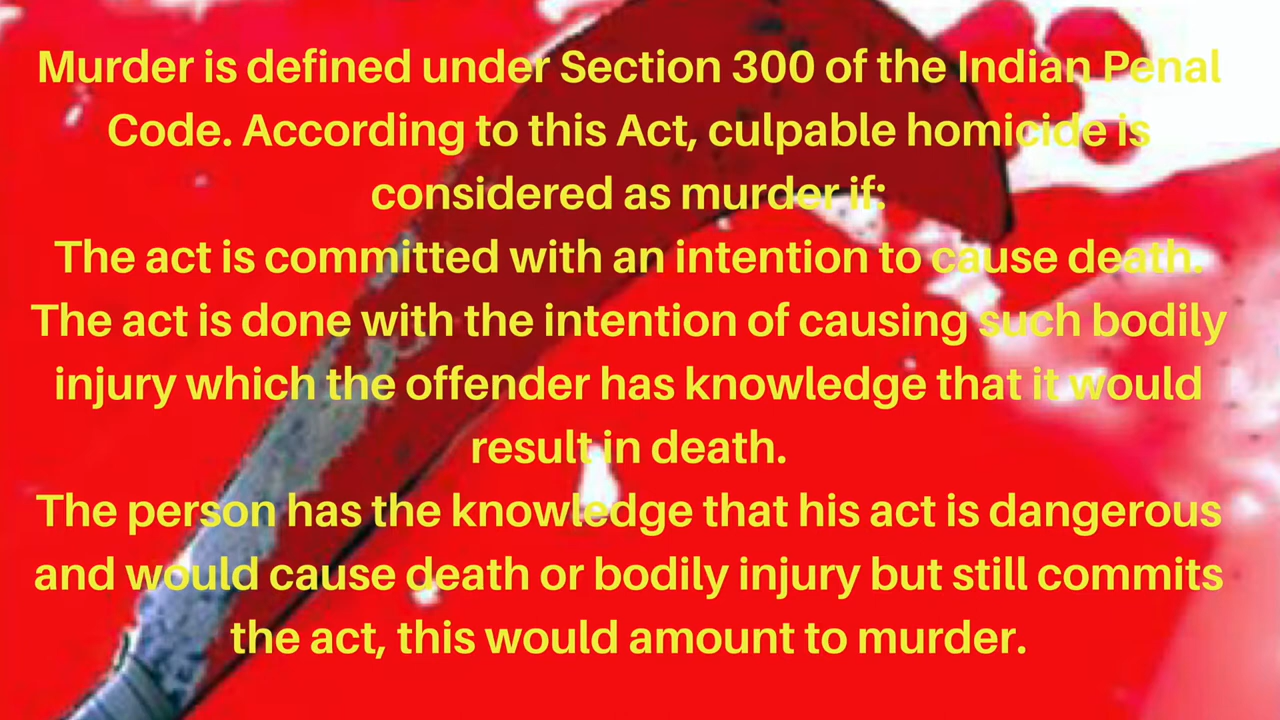 Murder is defined under Section 300 of the Indian Penal
Code. According to this Act, culpable homicide is
considered as murder if:
The act is committed with an intention to cause death.
The act is done with the intention of causing such bodily
injury which the offender has knowledge that it would
result in death.
The person has the knowledge that his act is dangerous
and would cause death or bodily injury but still commits
the act, this would amount to murder.